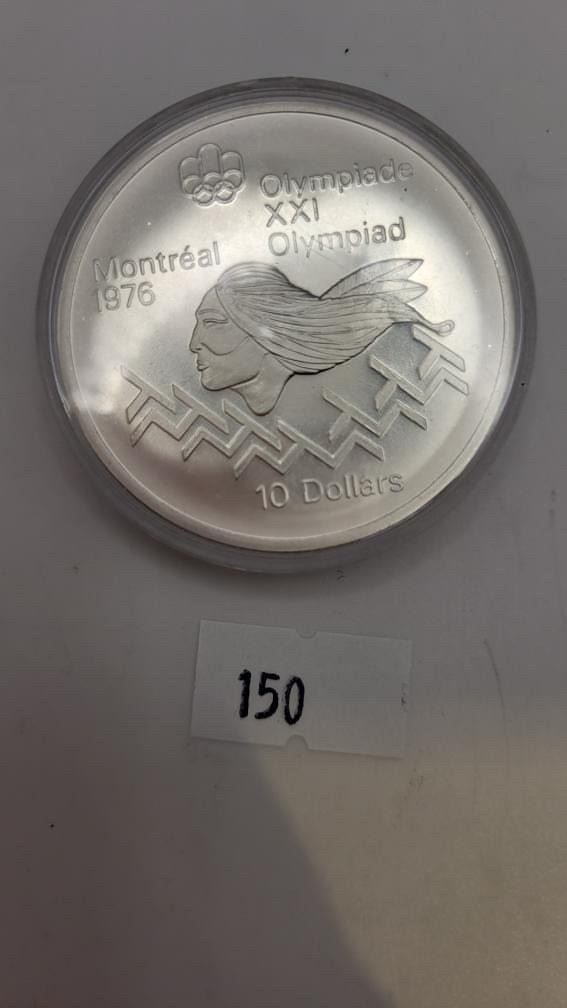 Olympiade
XXI
Olympiad
Montréal
1976
10 Dollars
150